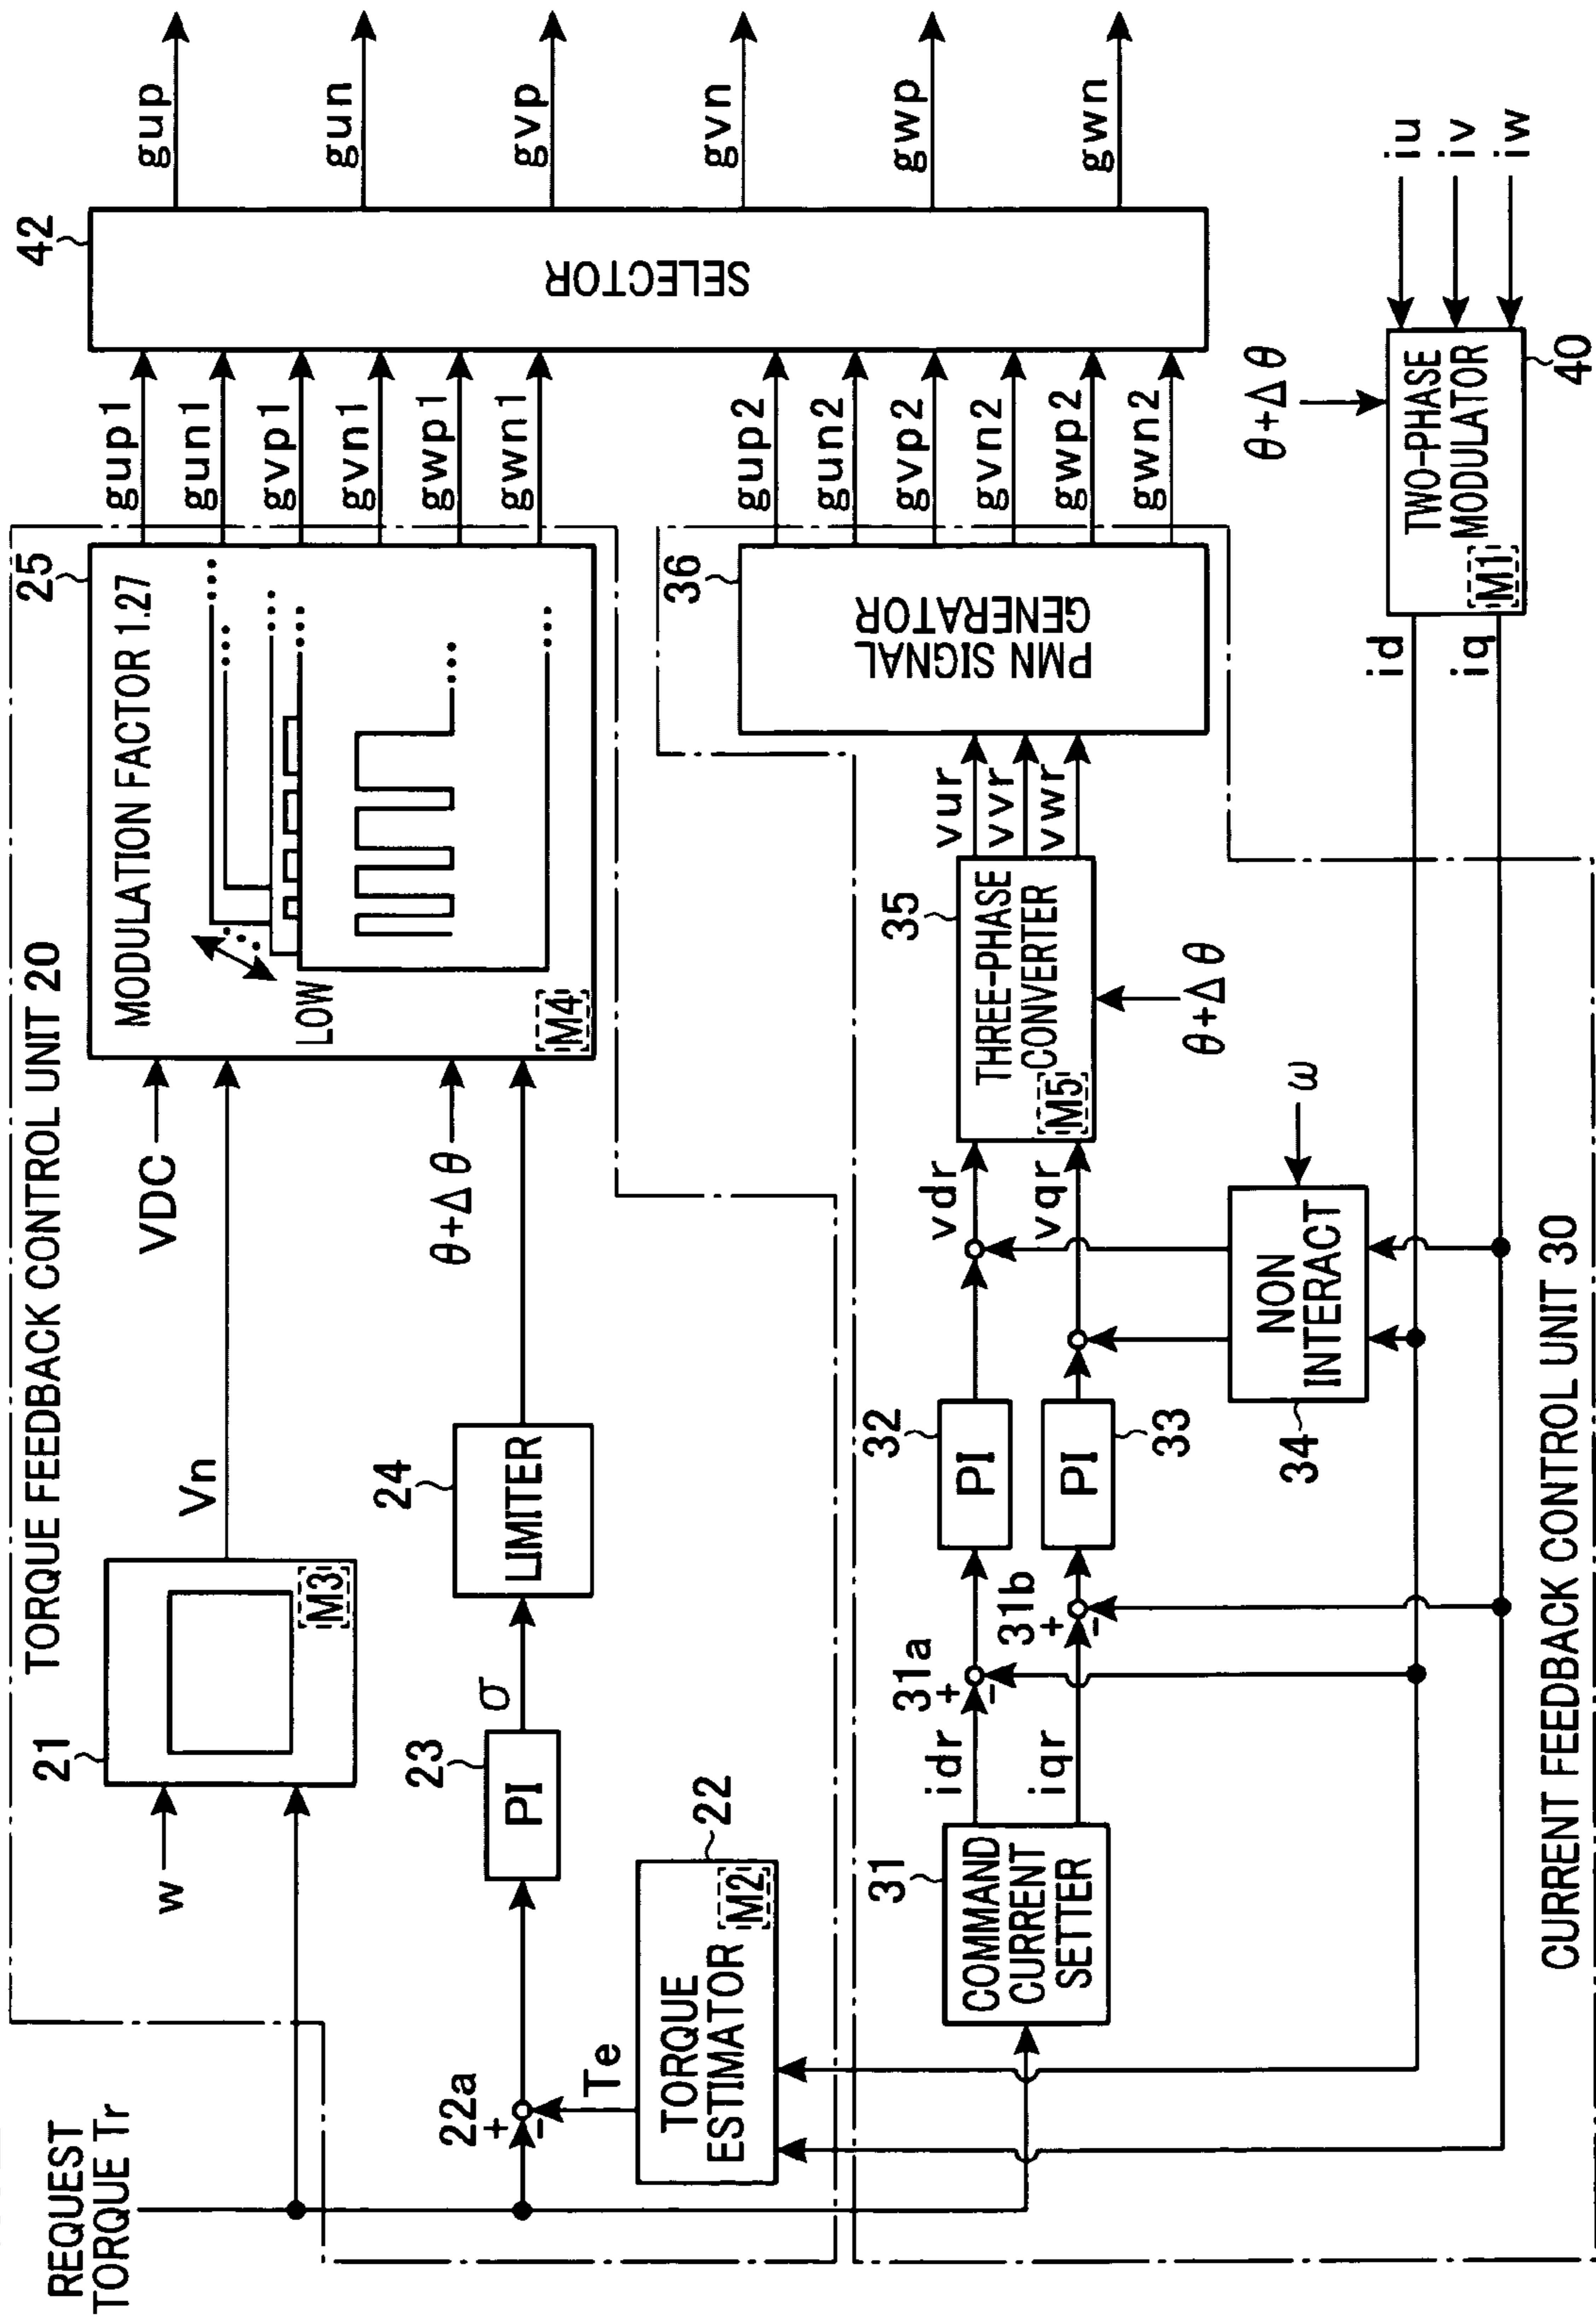 REQUEST
TORQUE Tr
TORQUE FEEDBACK CONTROL UNIT 20
21
w
M3
Vn
VDC
25
MODULATION FACTOR 1.27
LOW
M4
θ+Δθ
22a
+
-
Te
23
PI
σ
24
LIMITER
22
TORQUE
ESTIMATOR
M2
gup1
gun1
gvp1
gvn1
gwp1
gwn1
42
SELECTOR
gup
gun
gvp
gvn
gwp
gwn
gup2
gun2
gvp2
gvn2
gwp2
gwn2
36
PMN SIGNAL
GENERATOR
31
COMMAND
CURRENT
SETTER
idr
iqr
31a
+
-
31b
+
-
32
PI
PI
33
vdr
vqr
35
THREE-PHASE
CONVERTER
M5
θ+Δθ
vur
vvr
vwr
NON
INTERACT
34
ω
id
iq
θ+Δθ
TWO-PHASE
MODULATOR
M1
40
iu
iv
iw
CURRENT FEEDBACK CONTROL UNIT 30